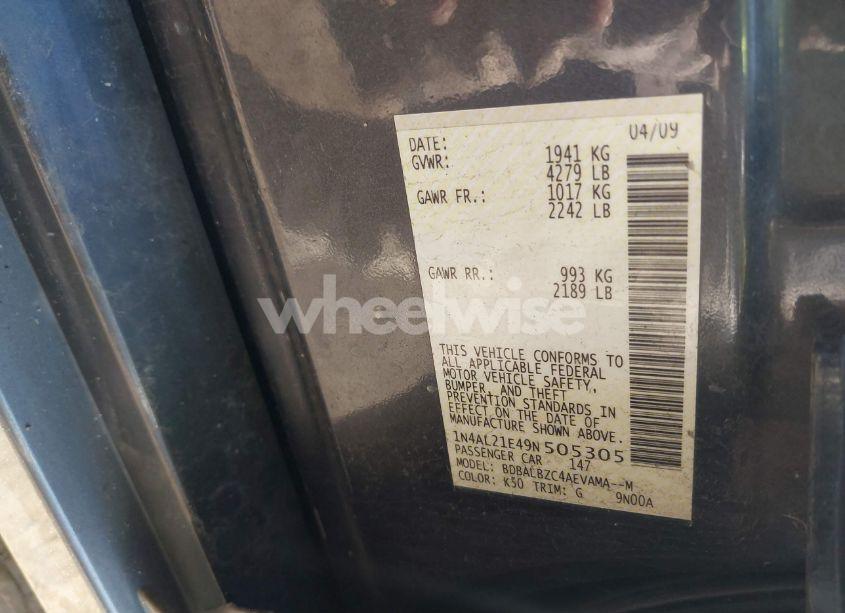 DATE: 04/09
GVWR: 1941 KG
4279 LB
GAWR FR.: 1017 KG
2242 LB
GAWR RR.: 993 KG
2189 LB
wheelwise
THIS VEHICLE CONFORMS TO
ALL APPLICABLE FEDERAL
MOTOR VEHICLE SAFETY,
BUMPER, AND THEFT
PREVENTION STANDARDS IN
EFFECT ON THE DATE OF
MANUFACTURE SHOWN ABOVE.
1N4AL21E49N505305
PASSENGER CAR 147
MODEL: BDBALBZC4AEVAMA--M
COLOR: K50 TRIM: G 9N00A